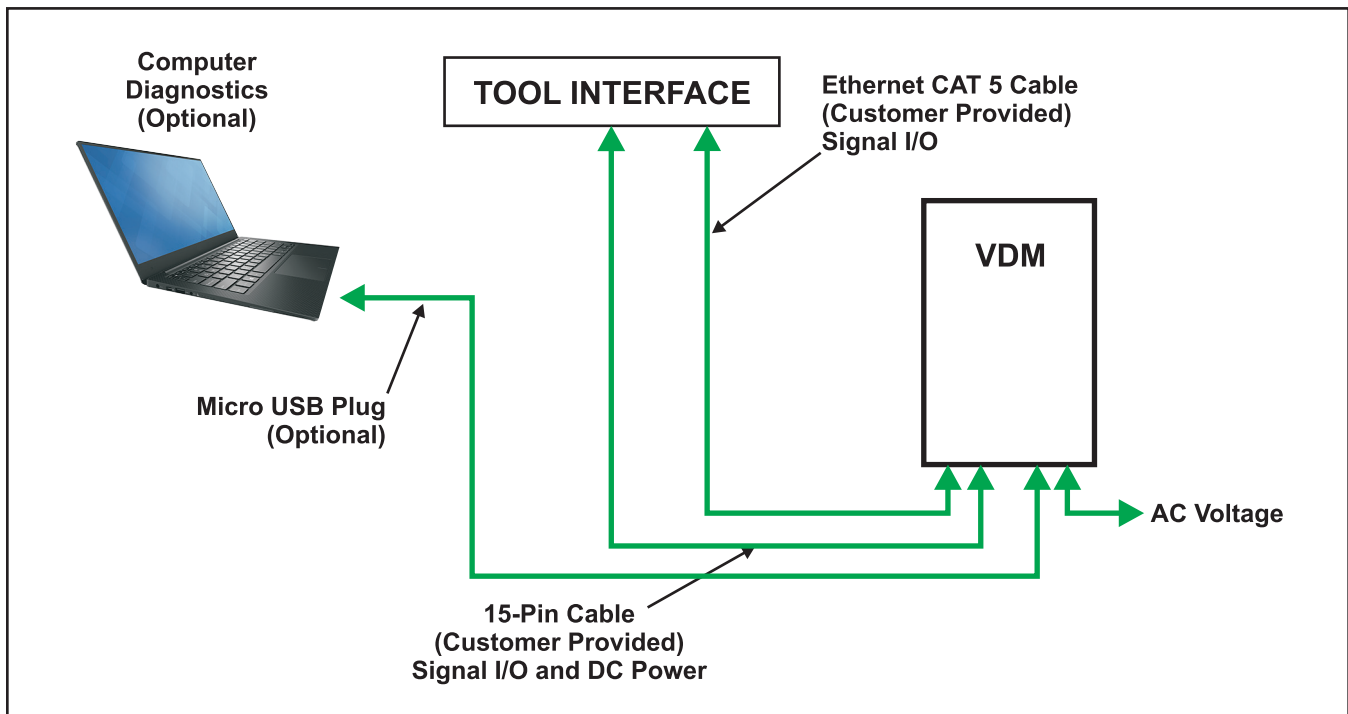 Computer
Diagnostics
(Optional)
TOOL INTERFACE
Ethernet CAT 5 Cable
(Customer Provided)
Signal I/O
VDM
Micro USB Plug
(Optional)
AC Voltage
15-Pin Cable
(Customer Provided)
Signal I/O and DC Power